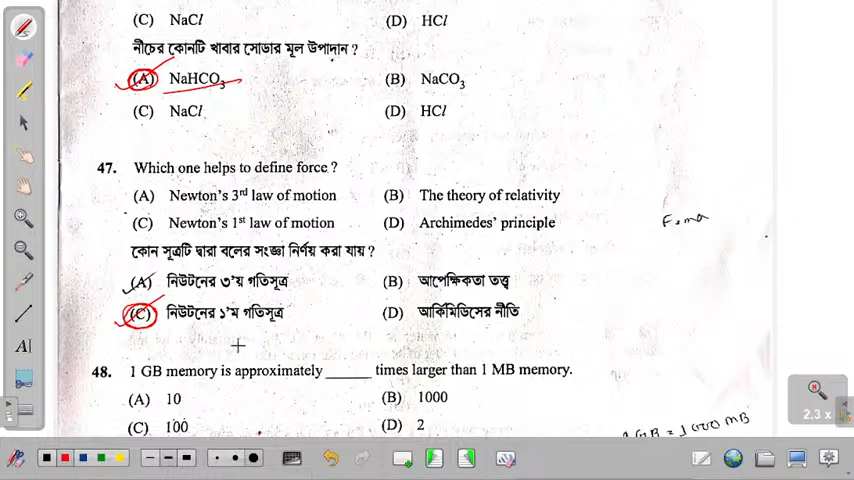 (C) NaCl (D) HCl
নীচের কোনটি খাবার সোডার মূল উপাদান ?
(A) NaHCO3 (B) NaCO3
(C) NaCl (D) HCl
47. Which one helps to define force ?
(A) Newton's 3rd law of motion (B) The theory of relativity
(C) Newton's 1st law of motion (D) Archimedes' principle
F=ma
কোন সূত্রটি দ্বারা বলের সংজ্ঞা নির্ণয় করা যায় ?
(A) নিউটনের ৩'য় গতিসূত্র (B) আপেক্ষিকতা তত্ত্ব
(C) নিউটনের ১'ম গতিসূত্র (D) আর্কিমিডিসের নীতি
48. 1 GB memory is approximately ______ times larger than 1 MB memory.
(A) 10 (B) 1000
(C) 100 (D) 2
1 GB = 1000 MB
2.3 x